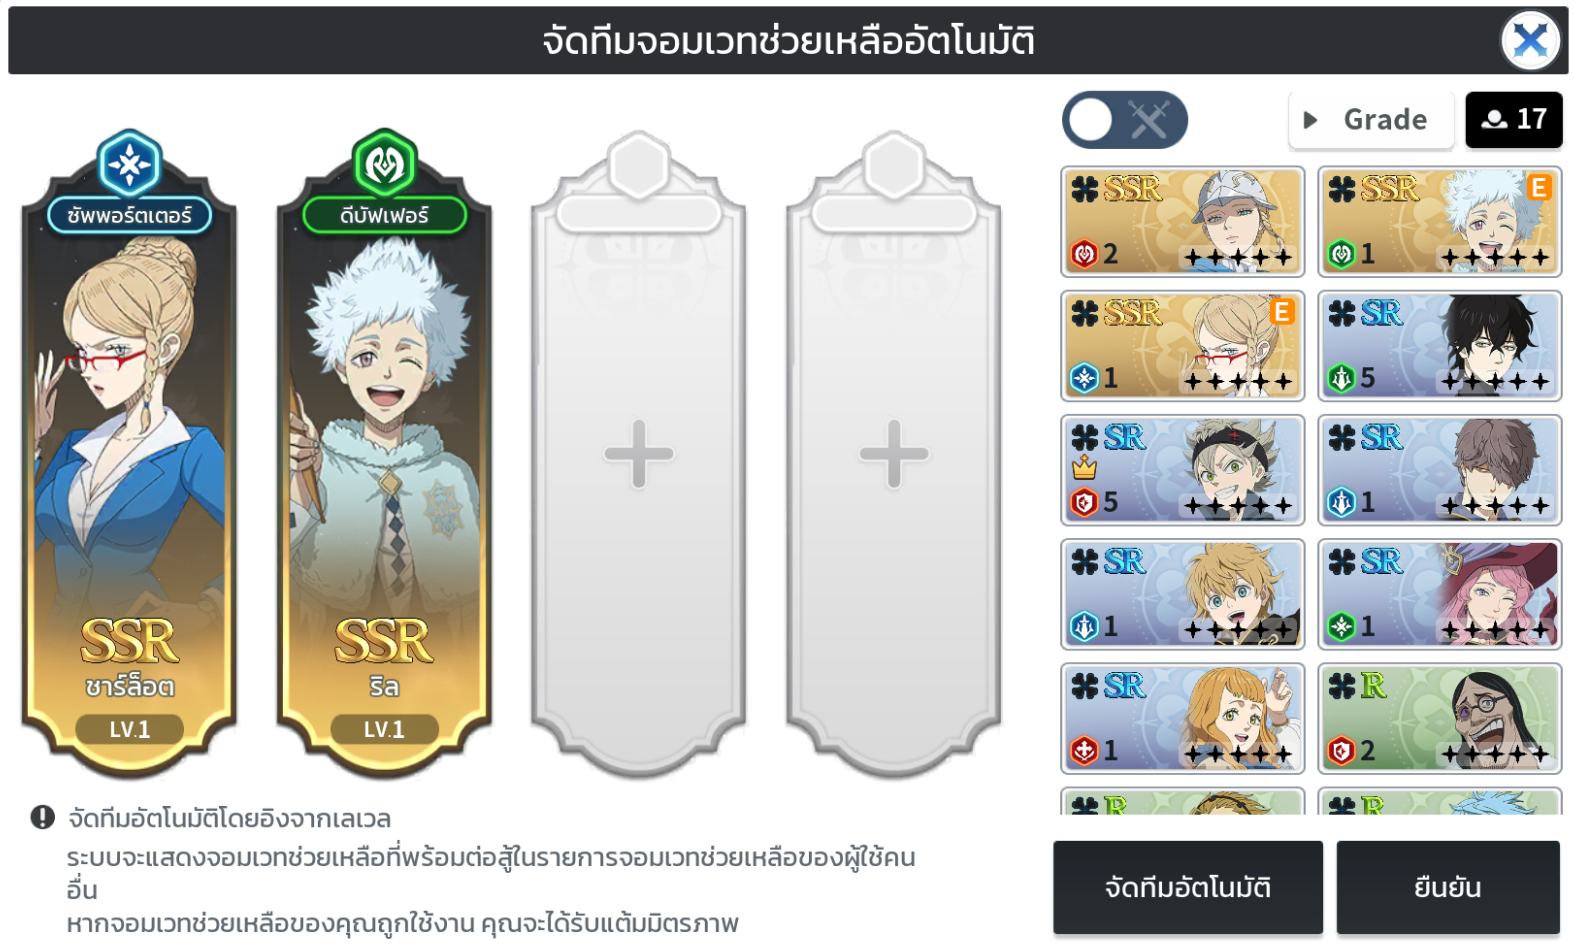 จัดทีมจอมเวทช่วยเหลืออัตโนมัติ
Grade
17
ซัพพอร์ตเตอร์
ดีบัฟเฟอร์
SSR
ชาร์ล็อต
LV.1
SSR
ริล
LV.1
SSR
2
SSR
E
1
SSR
E
1
SR
5
SR
5
SR
1
SR
1
SR
1
SR
1
R
2
R
R
จัดทีมอัตโนมัติโดยอิงจากเลเวล
ระบบจะแสดงจอมเวทช่วยเหลือที่พร้อมต่อสู้ในรายการจอมเวทช่วยเหลือของผู้ใช้คน
อื่น
หากจอมเวทช่วยเหลือของคุณถูกใช้งาน คุณจะได้รับแต้มมิตรภาพ
จัดทีมอัตโนมัติ
ยืนยัน